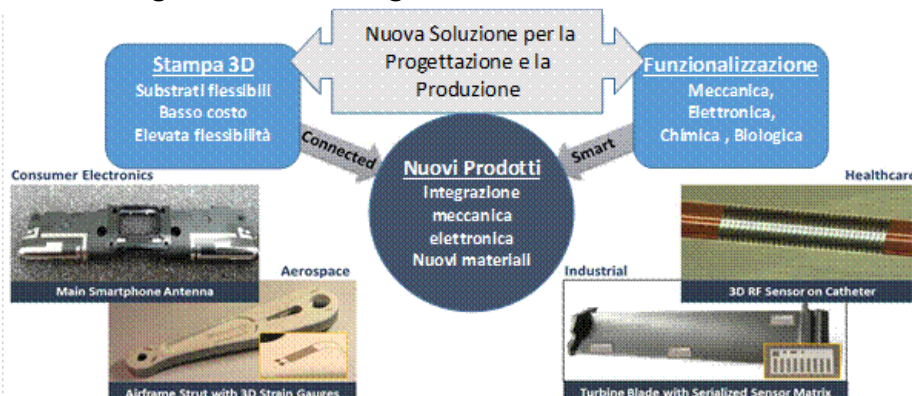 Nuova Soluzione per la
Progettazione e la
Produzione
Stampa 3D
Substrati flessibili
Basso costo
Elevata flessibilità
Funzionalizzazione
Meccanica,
Elettronica,
Chimica , Biologica
Connected
Smart
Nuovi Prodotti
Integrazione
meccanica
elettronica
Nuovi materiali
Consumer Electronics
Main Smartphone Antenna
Aerospace
Airframe Strut with 3D Strain Gauges
Industrial
Turbine Blade with Serialized Sensor Matrix
Healthcare
3D RF Sensor on Catheter